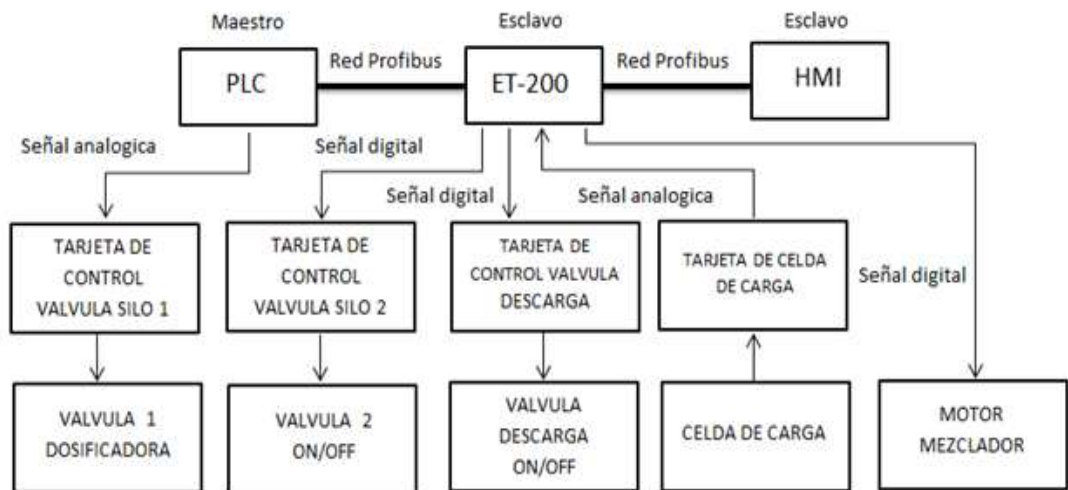 Maestro
Esclavo
Esclavo
PLC
Red Profibus
ET-200
Red Profibus
HMI
Señal analogica
Señal digital
Señal digital
Señal analogica
Señal digital
TARJETA DE
CONTROL
VALVULA SILO 1
TARJETA DE
CONTROL
VALVULA SILO 2
TARJETA DE
CONTROL VALVULA
DESCARGA
TARJETA DE CELDA
DE CARGA
VALVULA 1
DOSIFICADORA
VALVULA 2
ON/OFF
VALVULA
DESCARGA
ON/OFF
CELDA DE CARGA
MOTOR
MEZCLADOR